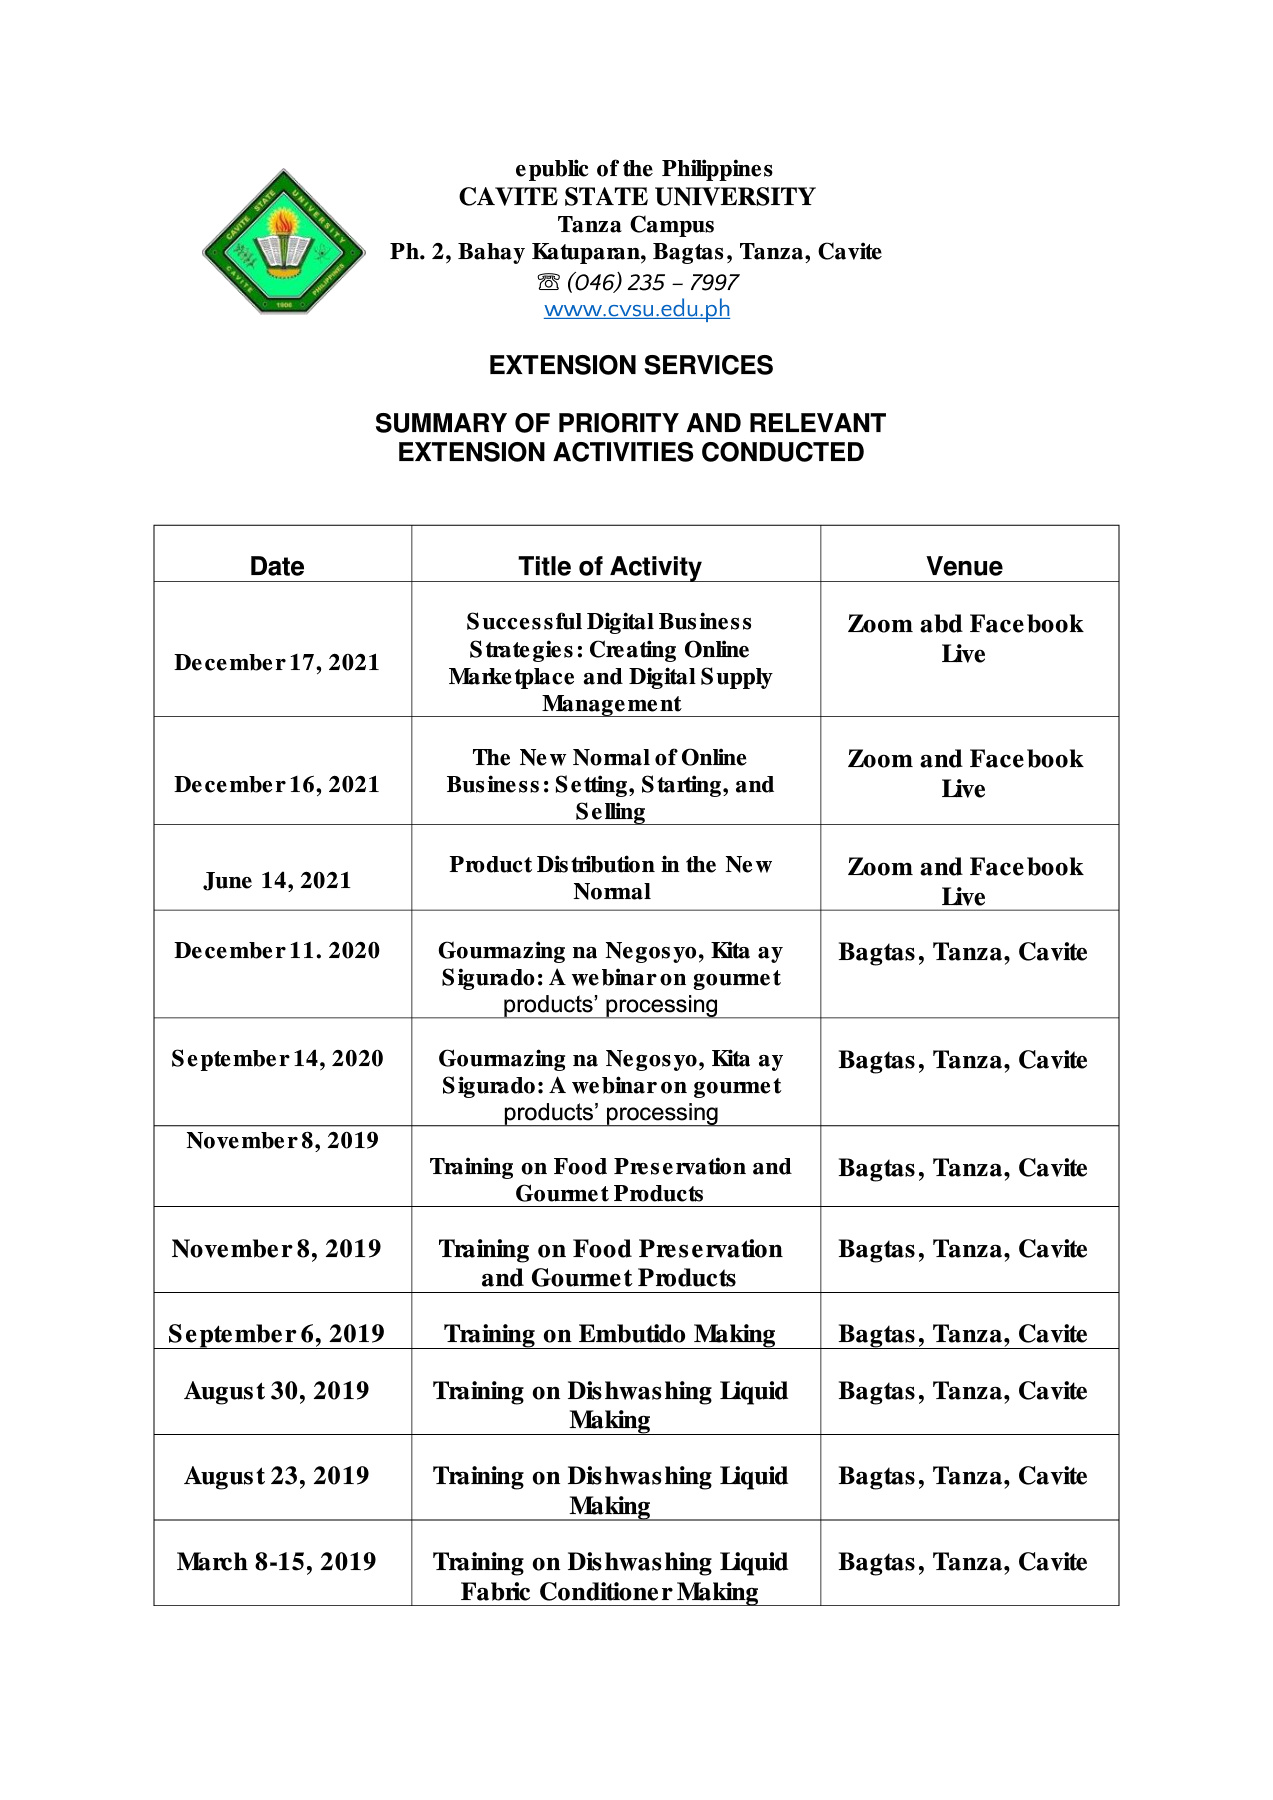 epublic of the Philippines
CAVITE STATE UNIVERSITY
Tanza Campus
Ph. 2, Bahay Katuparan, Bagtas, Tanza, Cavite
☏ (046) 235 – 7997
www.cvsu.edu.ph
CAVITE STATE UNIVERSITY
CAVITE PHILIPPINES
1906
EXTENSION SERVICES
SUMMARY OF PRIORITY AND RELEVANT
EXTENSION ACTIVITIES CONDUCTED
Date Title of Activity Venue
December 17, 2021
Successful Digital Business
Strategies: Creating Online
Marketplace and Digital Supply
Management
Zoom abd Facebook
Live
December 16, 2021
The New Normal of Online
Business: Setting, Starting, and
Selling
Zoom and Facebook
Live
June 14, 2021
Product Distribution in the New
Normal
Zoom and Facebook
Live
December 11. 2020
Gourmazing na Negosyo, Kita ay
Sigurado: A webinar on gourmet
products’ processing
Bagtas, Tanza, Cavite
September 14, 2020
Gourmazing na Negosyo, Kita ay
Sigurado: A webinar on gourmet
products’ processing
Bagtas, Tanza, Cavite
November 8, 2019
Training on Food Preservation and
Gourmet Products
Bagtas, Tanza, Cavite
November 8, 2019
Training on Food Preservation
and Gourmet Products
Bagtas, Tanza, Cavite
September 6, 2019
Training on Embutido Making
Bagtas, Tanza, Cavite
August 30, 2019
Training on Dishwashing Liquid
Making
Bagtas, Tanza, Cavite
August 23, 2019
Training on Dishwashing Liquid
Making
Bagtas, Tanza, Cavite
March 8-15, 2019
Training on Dishwashing Liquid
Fabric Conditioner Making
Bagtas, Tanza, Cavite